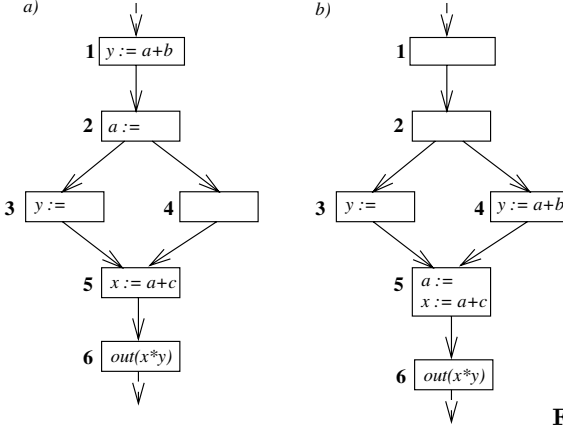 a)
1 y := a+b
2 a :=
3 y :=
4
5 x := a+c
6 out(x*y)
b)
1
2
3 y :=
4 y := a+b
5 a :=
x := a+c
6 out(x*y)
F